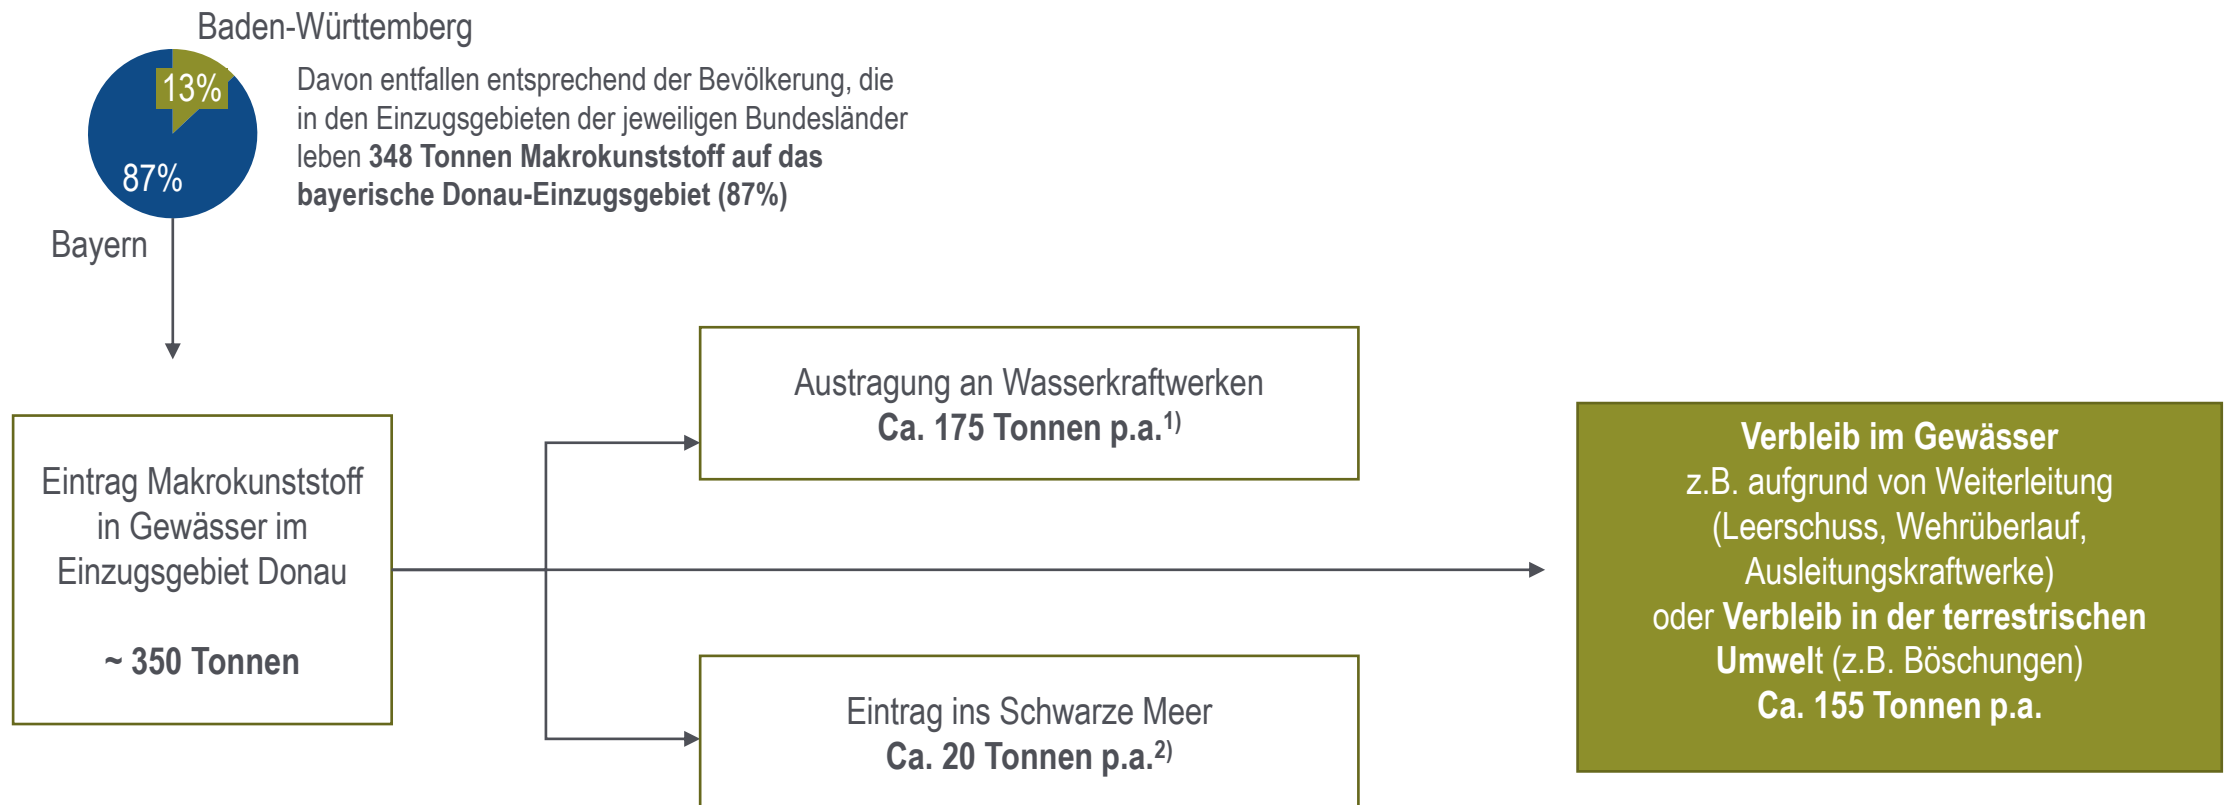 Baden-Württemberg
13%
87%
Bayern
Davon entfallen entsprechend der Bevölkerung, die
in den Einzugsgebieten der jeweiligen Bundesländer
leben 348 Tonnen Makrokunststoff auf das
bayerische Donau-Einzugsgebiet (87%)
Eintrag Makrokunststoff
in Gewässer im
Einzugsgebiet Donau
~ 350 Tonnen
Austragung an Wasserkraftwerken
Ca. 175 Tonnen p.a.1)
Eintrag ins Schwarze Meer
Ca. 20 Tonnen p.a.2)
Verbleib im Gewässer
z.B. aufgrund von Weiterleitung
(Leerschuss, Wehrüberlauf,
Ausleitungskraftwerke)
oder Verbleib in der terrestrischen
Umwelt (z.B. Böschungen)
Ca. 155 Tonnen p.a.